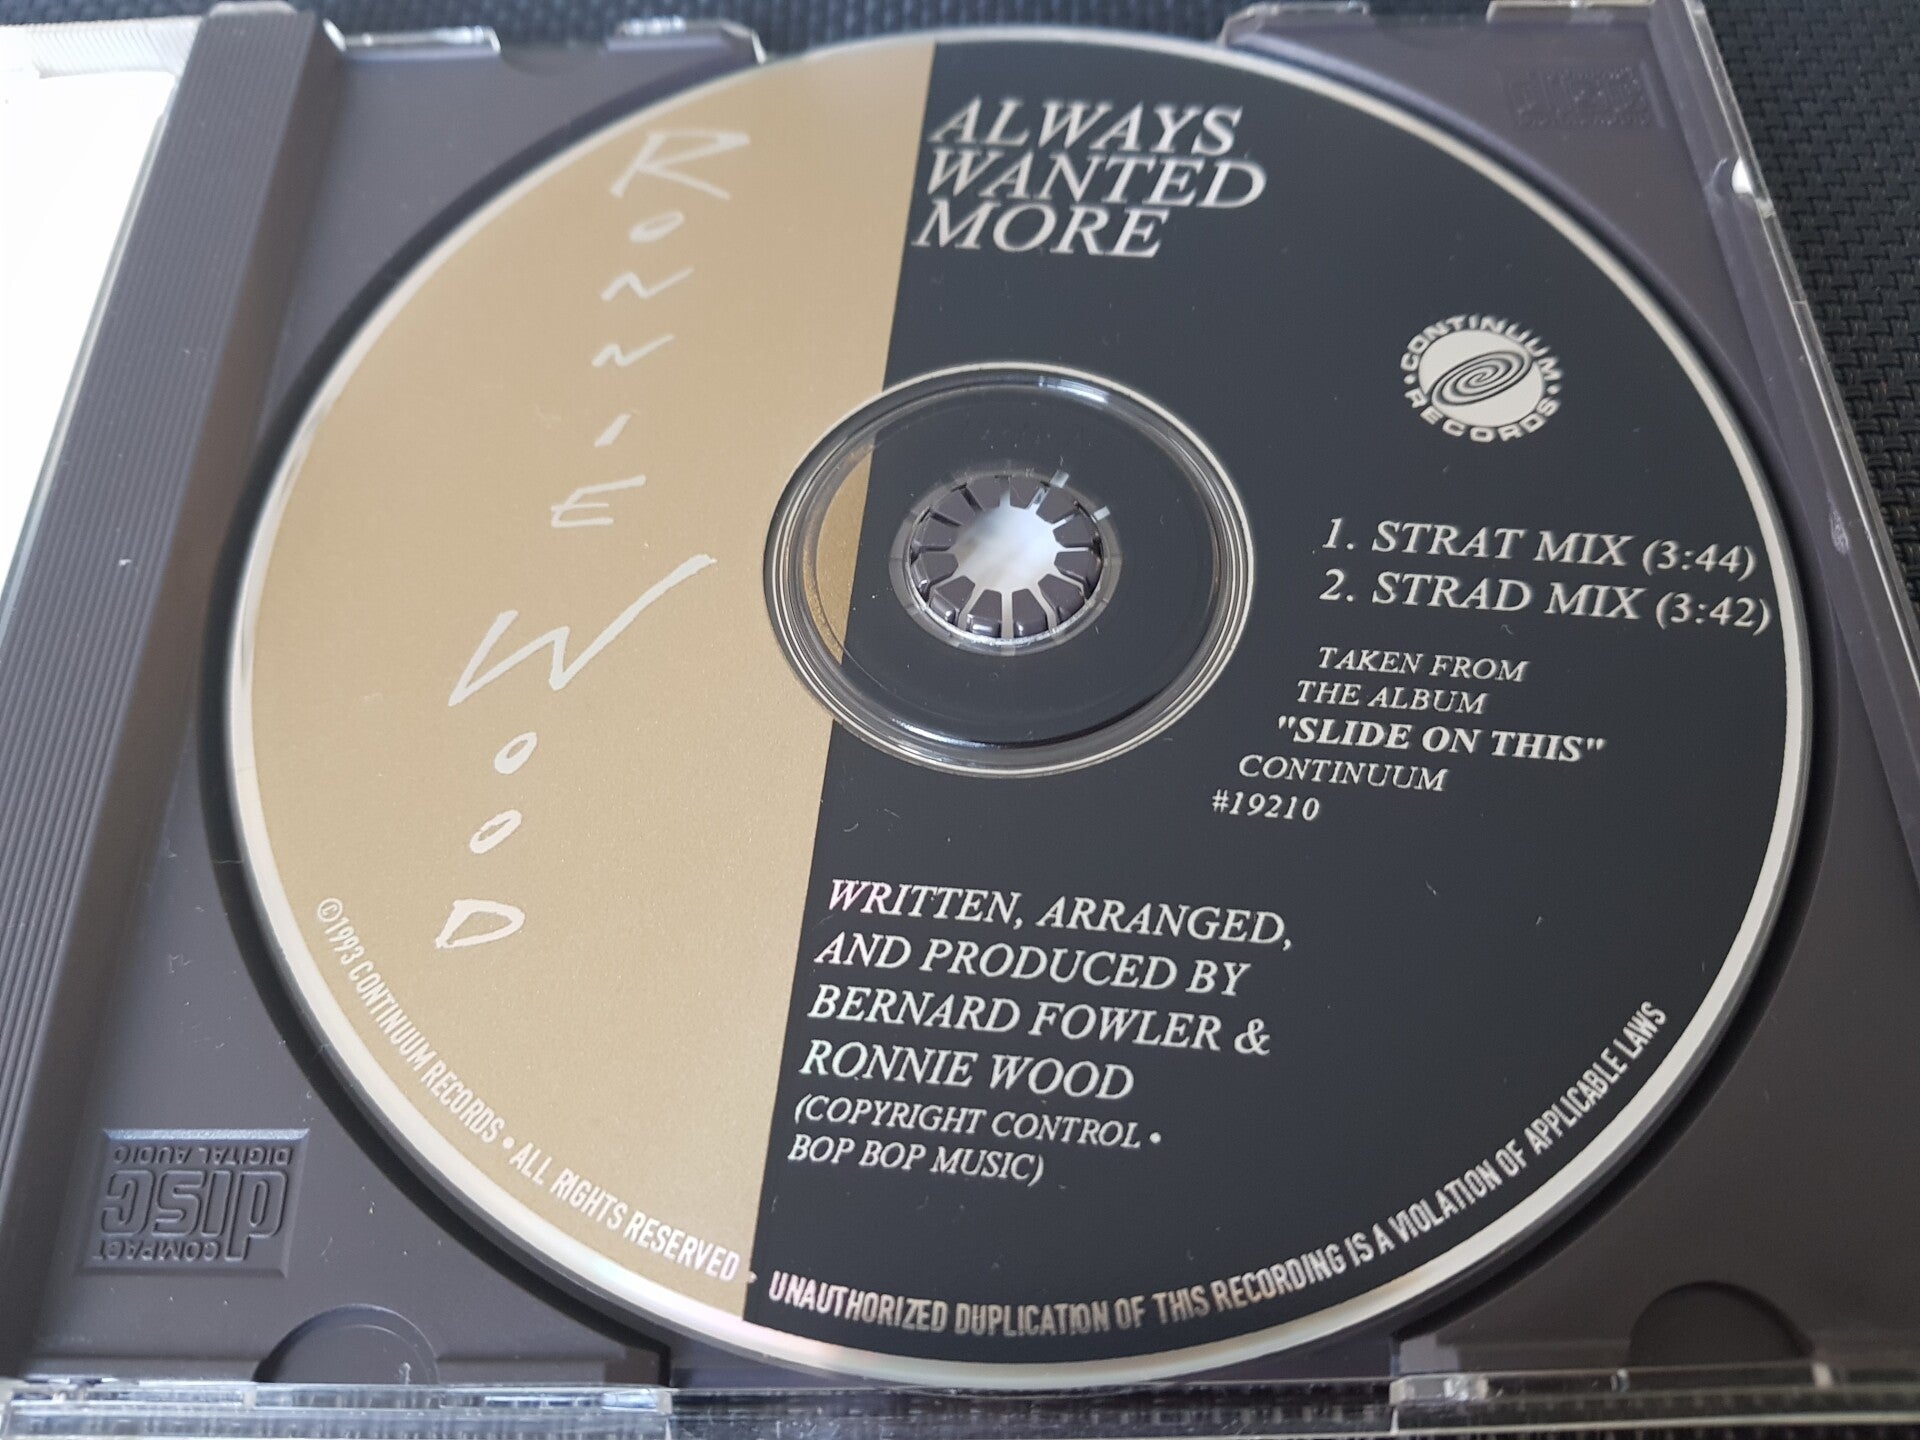 RONNIE WOOD
ALWAYS
WANTED
MORE
CONTINUUM
RECORDS
1. STRAT MIX (3:44)
2. STRAD MIX (3:42)
TAKEN FROM
THE ALBUM
"SLIDE ON THIS"
CONTINUUM
#19210
WRITTEN, ARRANGED,
AND PRODUCED BY
BERNARD FOWLER &
RONNIE WOOD
(COPYRIGHT CONTROL •
BOP BOP MUSIC)
©1993 CONTINUUM RECORDS • ALL RIGHTS RESERVED • UNAUTHORIZED DUPLICATION OF THIS RECORDING IS A VIOLATION OF APPLICABLE LAWS
COMPACT
disc
DIGITAL AUDIO